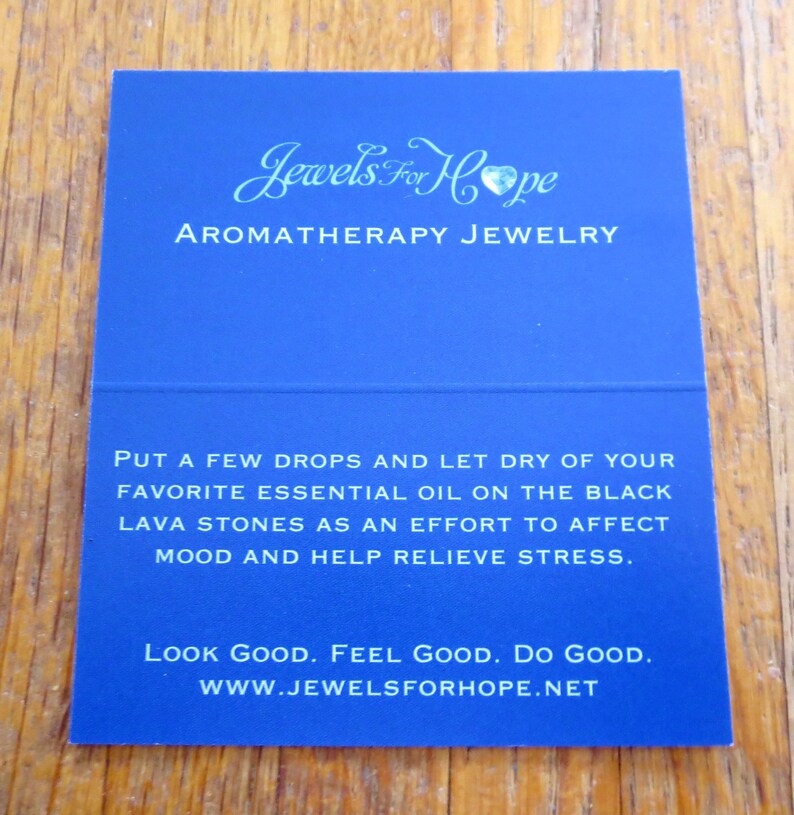 Jewels For Hope
Aromatherapy Jewelry
Put a few drops and let dry of your
favorite essential oil on the black
lava stones as an effort to affect
mood and help relieve stress.
Look Good. Feel Good. Do Good.
www.jewelsforhope.net